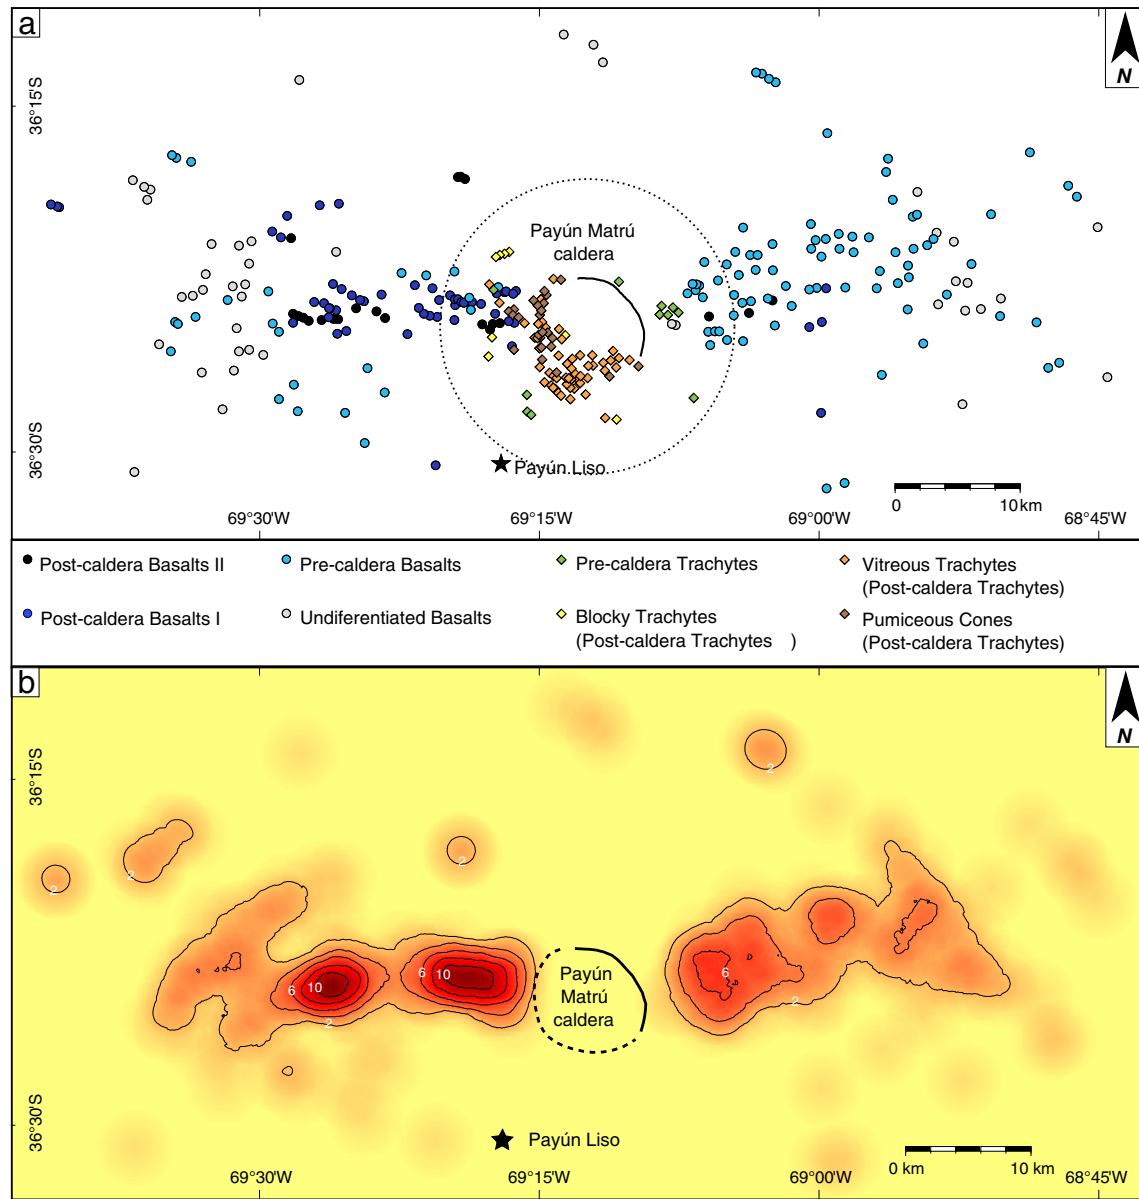 a
N
36°15'S
Payún Matrú
caldera
36°30'S
Payún Liso
0 10 km
69°30'W 69°15'W 69°00'W 68°45'W
Post-caldera Basalts II
Pre-caldera Basalts
Pre-caldera Trachytes
Vitreous Trachytes
(Post-caldera Trachytes)
Post-caldera Basalts I
Undiferentiated Basalts
Blocky Trachytes
(Post-caldera Trachytes )
Pumiceous Cones
(Post-caldera Trachytes)
b
N
2
36°15'S
2
2
2
6 10
6 10
Payún
Matrú
caldera
6
2
2
36°30'S
Payún Liso
0 km 10 km
69°30'W 69°15'W 69°00'W 68°45'W